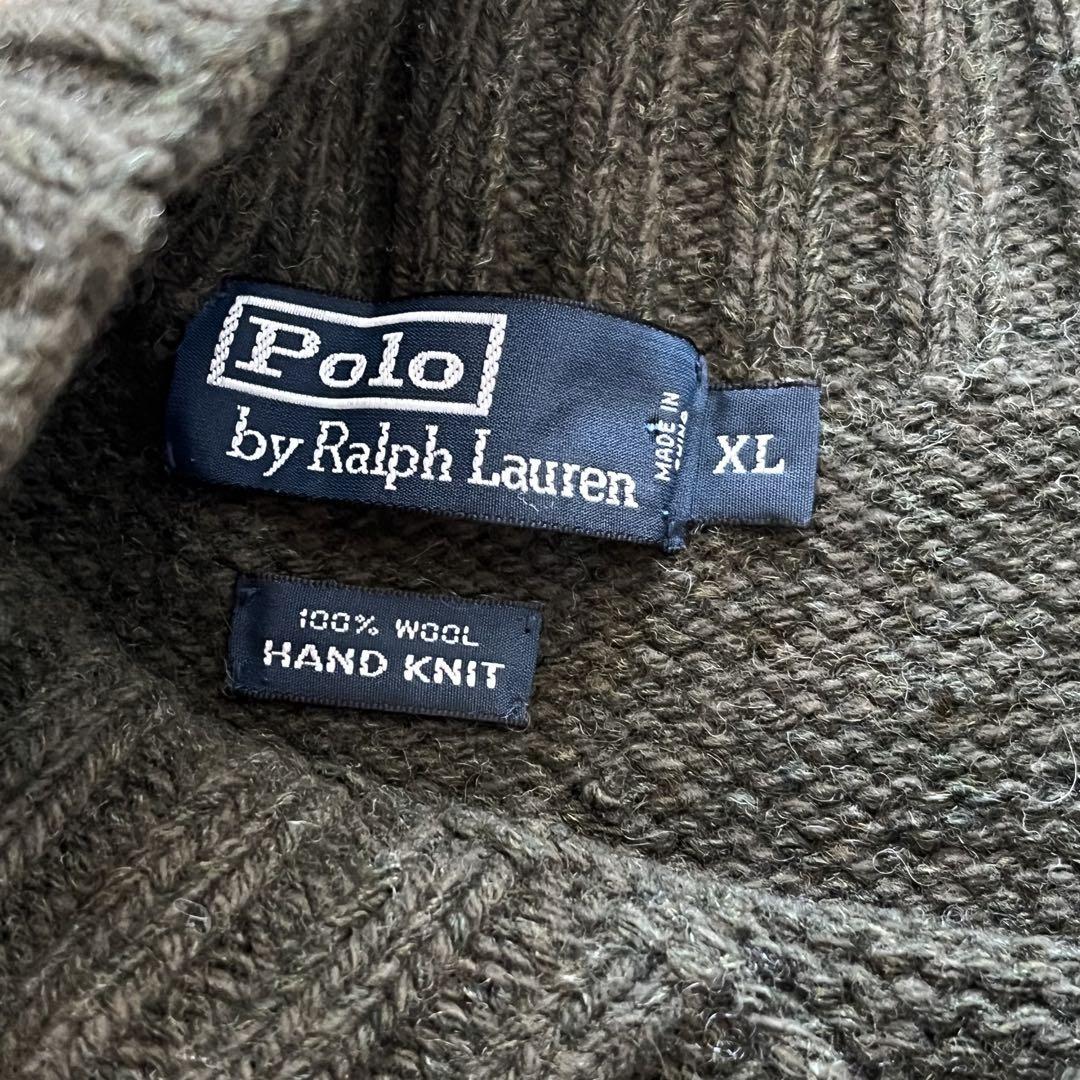 Polo
by Ralph Lauren
MADE IN
XL
100% WOOL
HAND KNIT